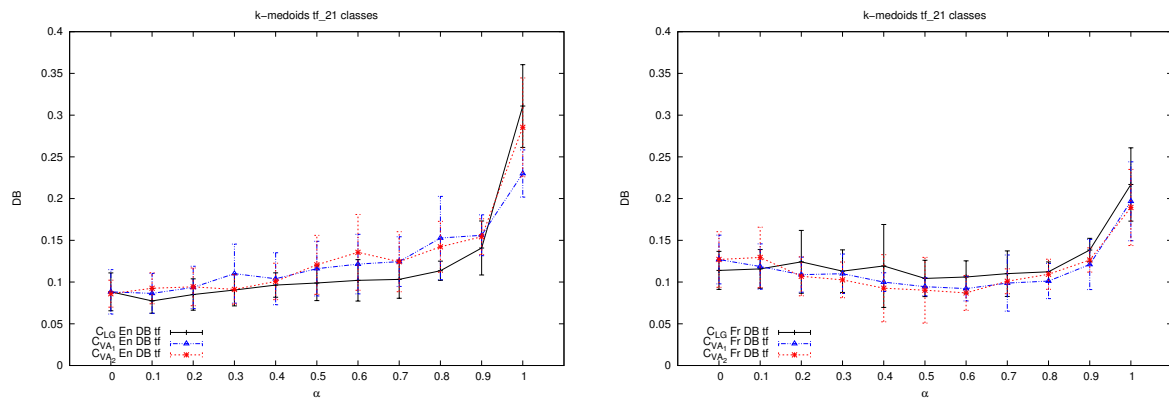 k−medoids tf_21 classes
0.4
0.35
0.3
0.25
0.2
0.15
0.1
0.05
0
DB
C_LG En DB tf
C_VA_1 En DB tf
C_VA_2 En DB tf
0 0.1 0.2 0.3 0.4 0.5 0.6 0.7 0.8 0.9 1
α
k−medoids tf_21 classes
0.4
0.35
0.3
0.25
0.2
0.15
0.1
0.05
0
DB
C_LG Fr DB tf
C_VA_1 Fr DB tf
C_VA_2 Fr DB tf
0 0.1 0.2 0.3 0.4 0.5 0.6 0.7 0.8 0.9 1
α